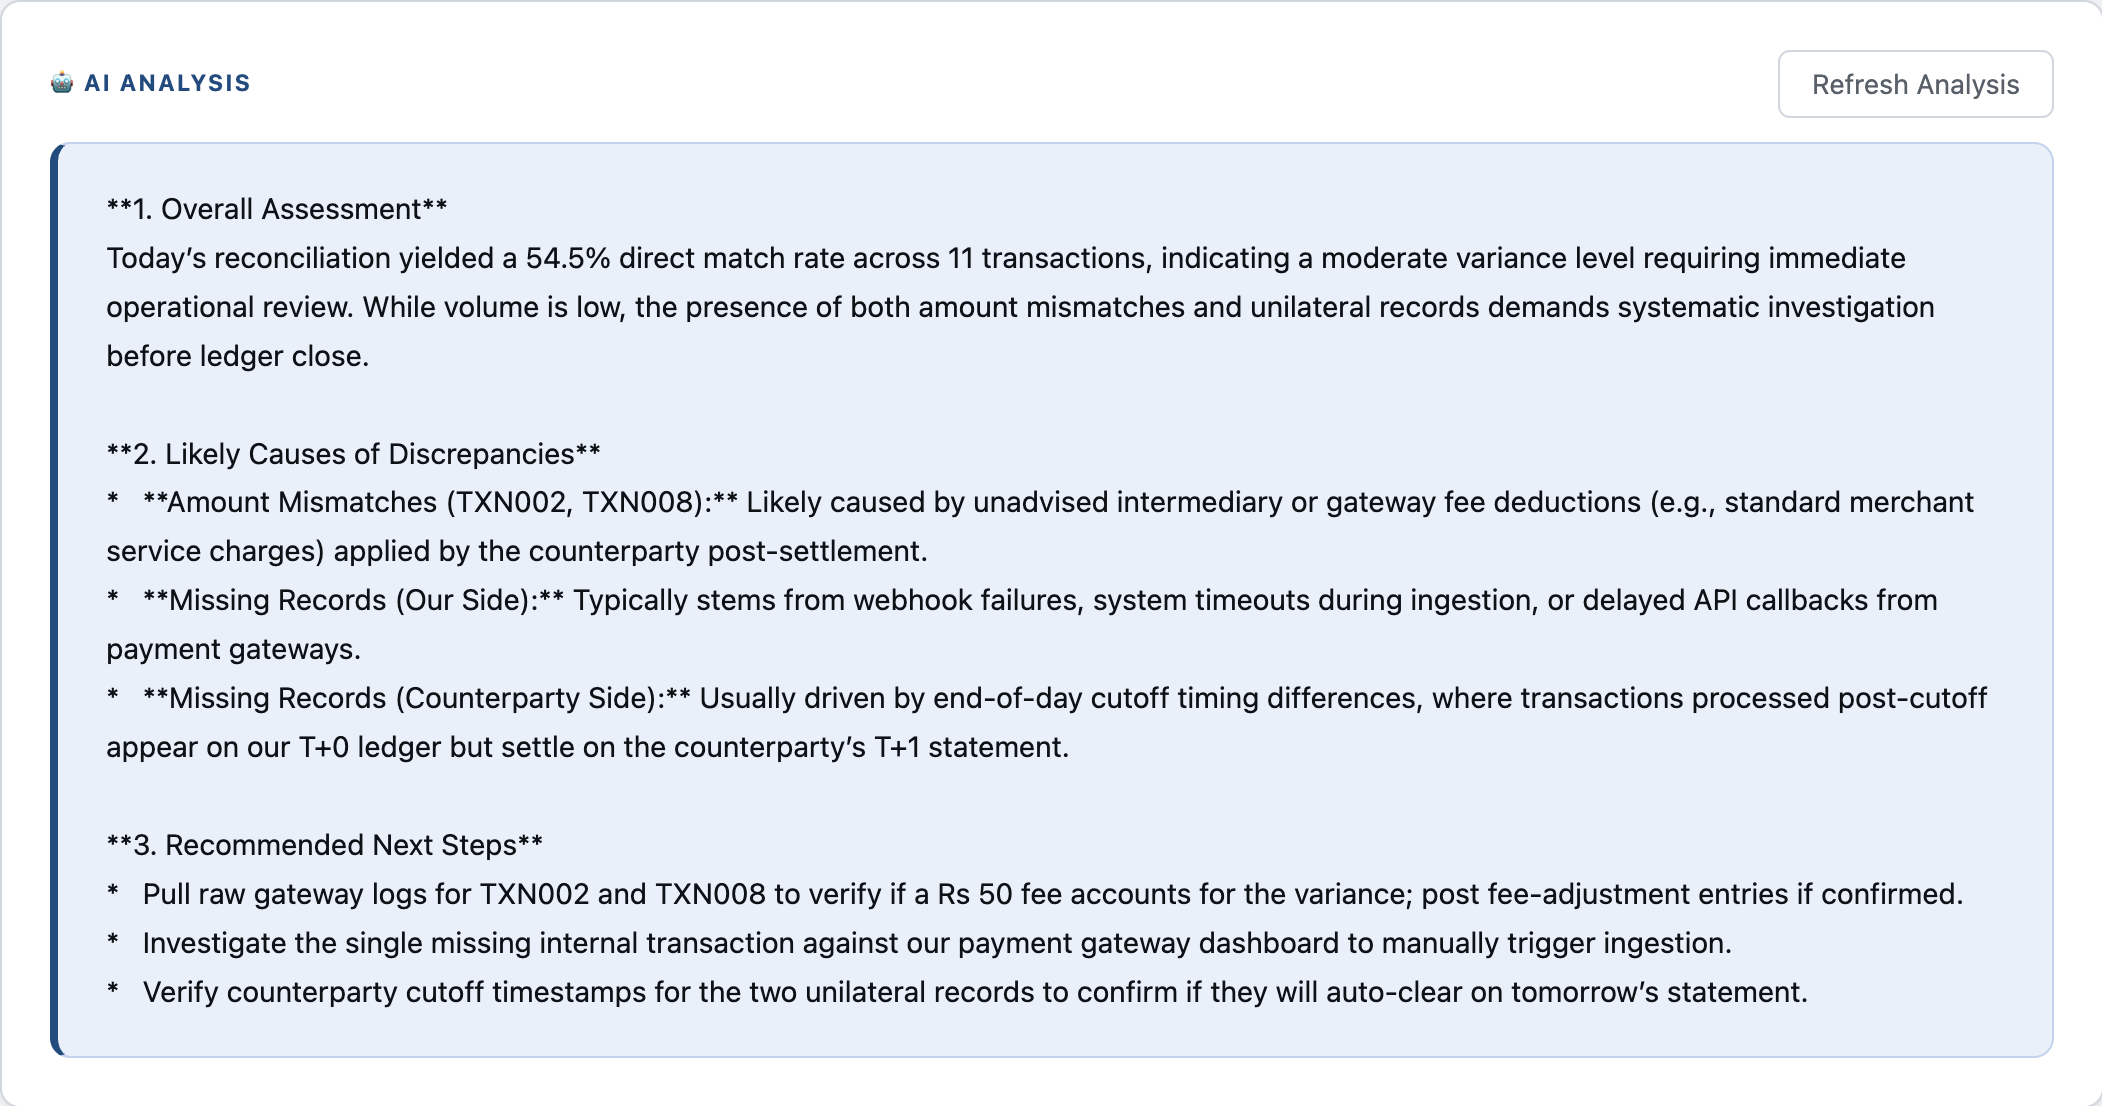 🤖 AI ANALYSIS
Refresh Analysis
**1. Overall Assessment**
Today’s reconciliation yielded a 54.5% direct match rate across 11 transactions, indicating a moderate variance level requiring immediate
operational review. While volume is low, the presence of both amount mismatches and unilateral records demands systematic investigation
before ledger close.
**2. Likely Causes of Discrepancies**
*   **Amount Mismatches (TXN002, TXN008):** Likely caused by unadvised intermediary or gateway fee deductions (e.g., standard merchant
service charges) applied by the counterparty post-settlement.
*   **Missing Records (Our Side):** Typically stems from webhook failures, system timeouts during ingestion, or delayed API callbacks from
payment gateways.
*   **Missing Records (Counterparty Side):** Usually driven by end-of-day cutoff timing differences, where transactions processed post-cutoff
appear on our T+0 ledger but settle on the counterparty’s T+1 statement.
**3. Recommended Next Steps**
*   Pull raw gateway logs for TXN002 and TXN008 to verify if a Rs 50 fee accounts for the variance; post fee-adjustment entries if confirmed.
*   Investigate the single missing internal transaction against our payment gateway dashboard to manually trigger ingestion.
*   Verify counterparty cutoff timestamps for the two unilateral records to confirm if they will auto-clear on tomorrow’s statement.